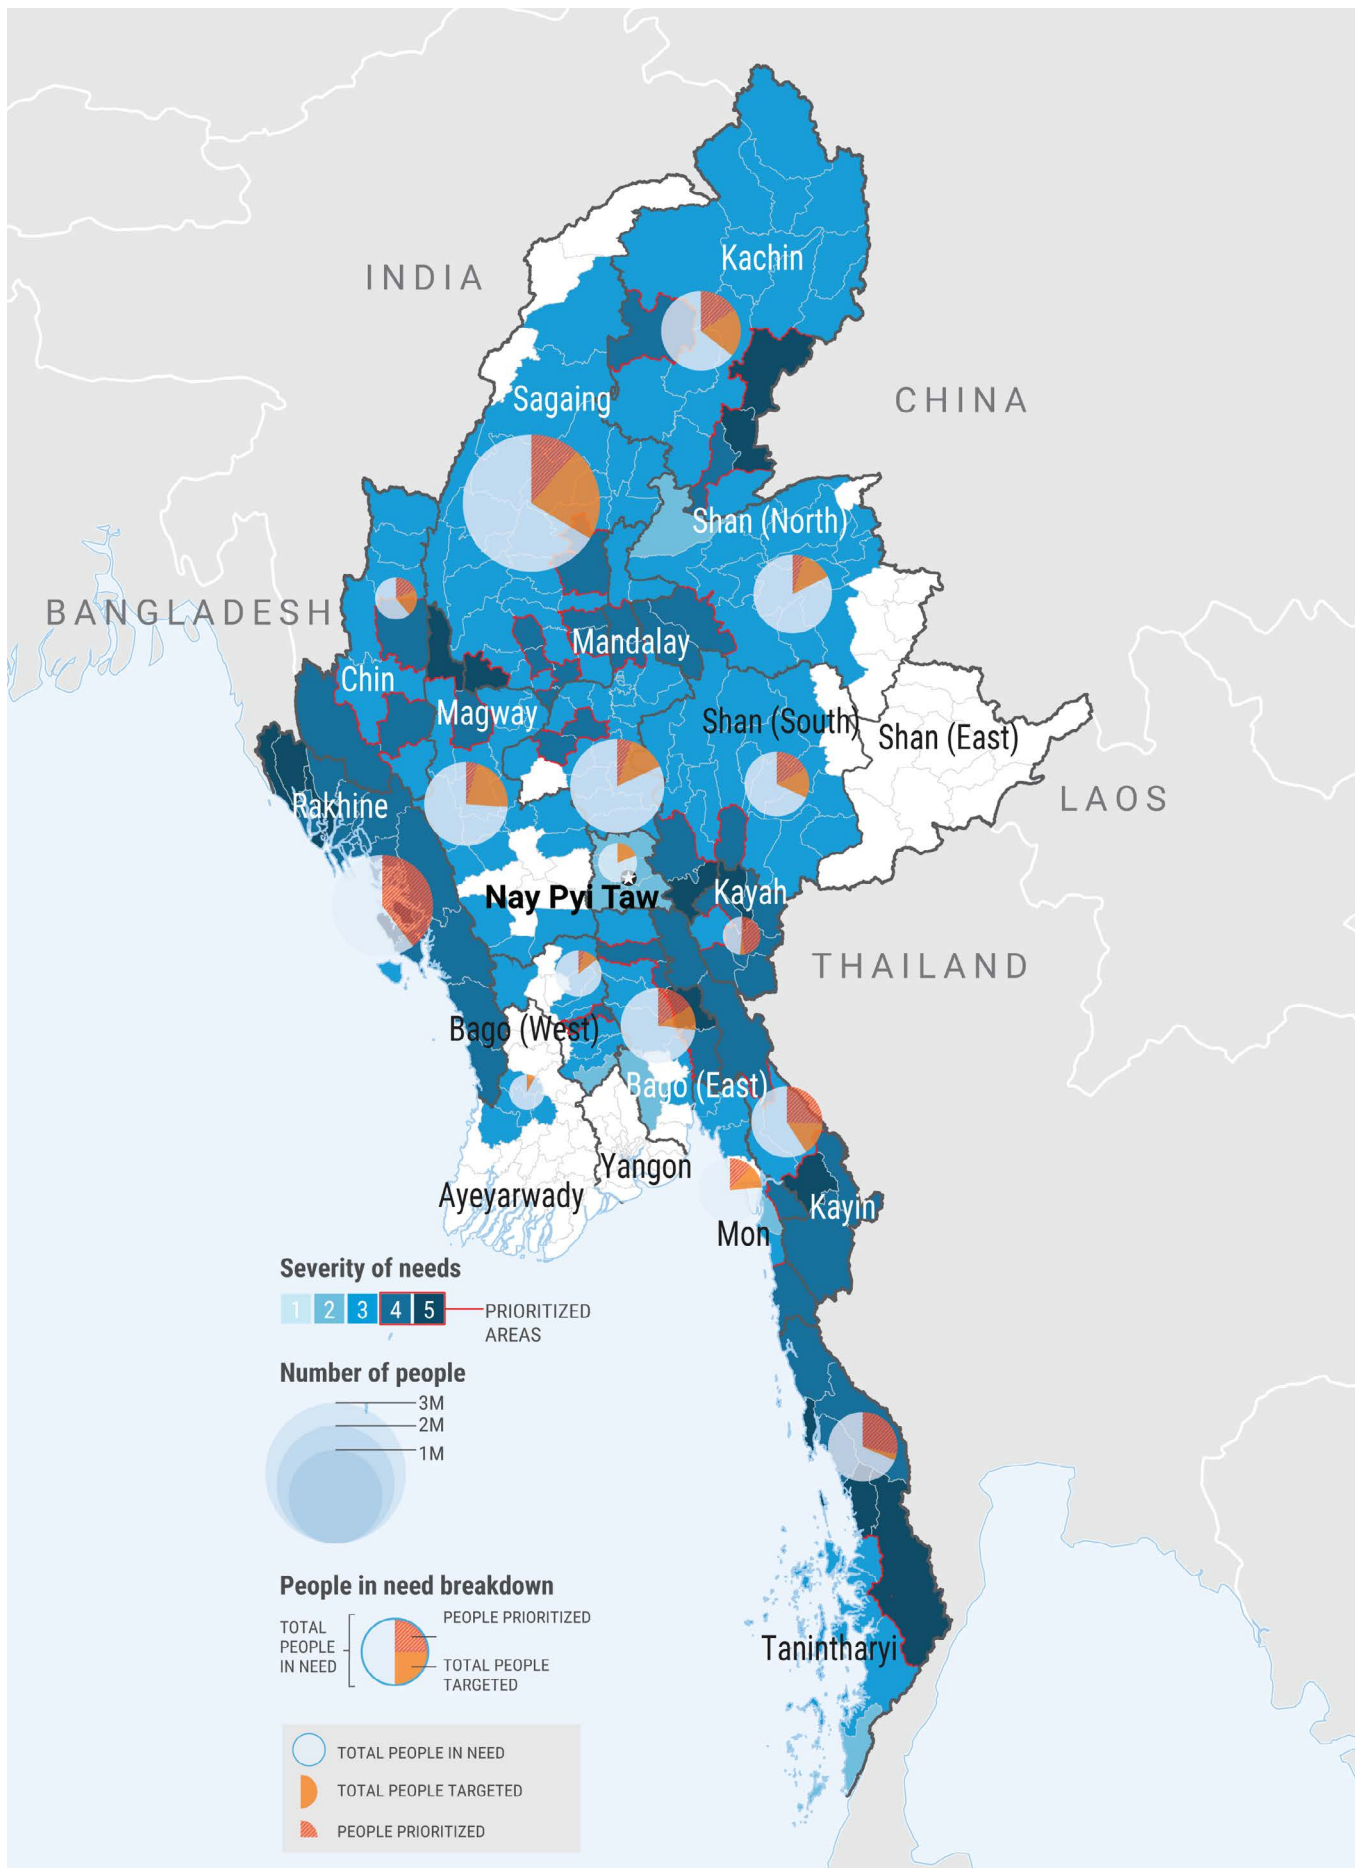 Kachin
INDIA
CHINA
Sagaing
Shan (North)
BANGLADESH
Mandalay
Chin
Magway
Shan (South)
Shan (East)
LAOS
Rakhine
Nay Pyi Taw
Kayah
THAILAND
Bago (West)
Bago (East)
Yangon
Ayeyarwady
Kayin
Mon
Severity of needs
1 2 3 4 5
PRIORITIZED
AREAS
Number of people
3M
2M
1M
People in need breakdown
TOTAL
PEOPLE
IN NEED
PEOPLE PRIORITIZED
TOTAL PEOPLE
TARGETED
Tanintharyi
TOTAL PEOPLE IN NEED
TOTAL PEOPLE TARGETED
PEOPLE PRIORITIZED